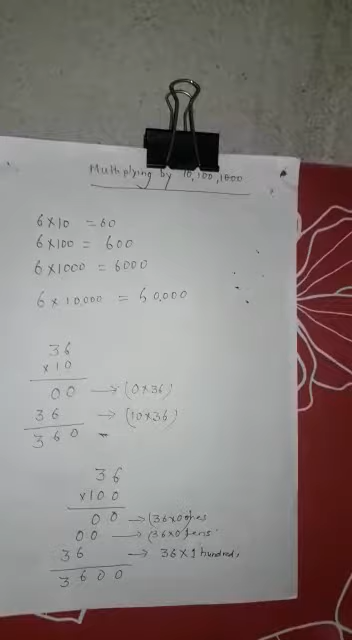 Multiplying by 10,100,1000
6×10 = 60
6×100 = 600
6×1000 = 6000
6×10,000 = 60,000
36
×10
00 → (0×36)
36 → (10×36)
360
36
×100
00 → (36×0)ones
00 → (36×0)tens
36 → 36×1 hundreds
3600